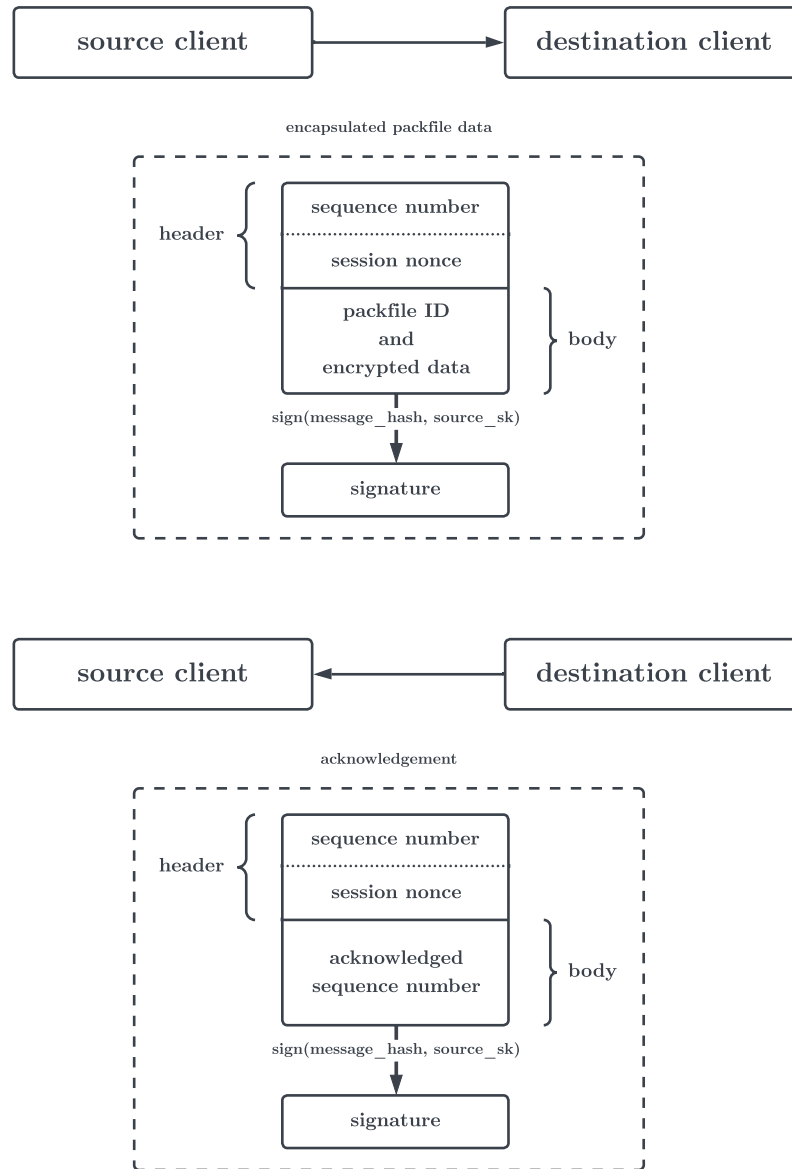 source client
destination client
encapsulated packfile data
header
sequence number
session nonce
packfile ID
and
encrypted data
body
sign(message_hash, source_sk)
signature
source client
destination client
acknowledgement
header
sequence number
session nonce
acknowledged
sequence number
body
sign(message_hash, source_sk)
signature